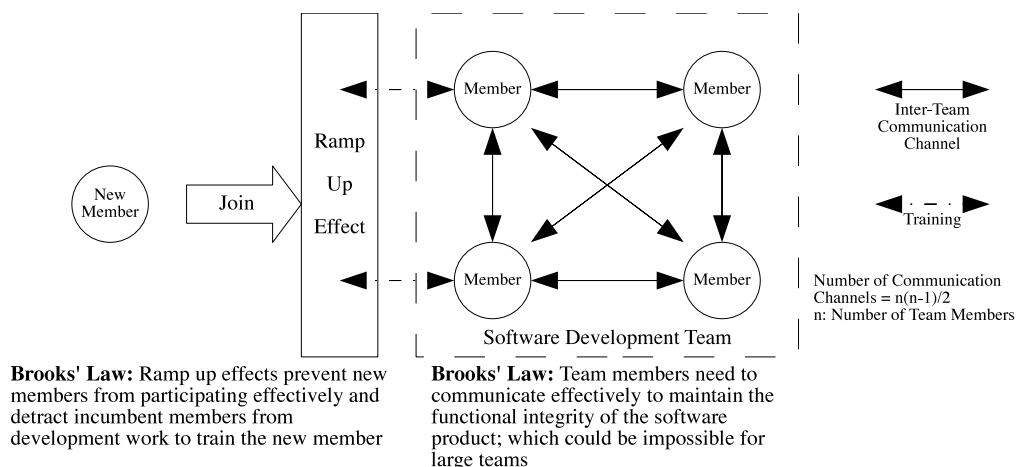 New
Member
Join
Ramp
Up
Effect
Member
Member
Member
Member
Software Development Team
Inter-Team
Communication
Channel
Training
Number of Communication
Channels = n(n-1)/2
n: Number of Team Members
Brooks' Law: Ramp up effects prevent new
members from participating effectively and
detract incumbent members from
development work to train the new member
Brooks' Law: Team members need to
communicate effectively to maintain the
functional integrity of the software
product; which could be impossible for
large teams